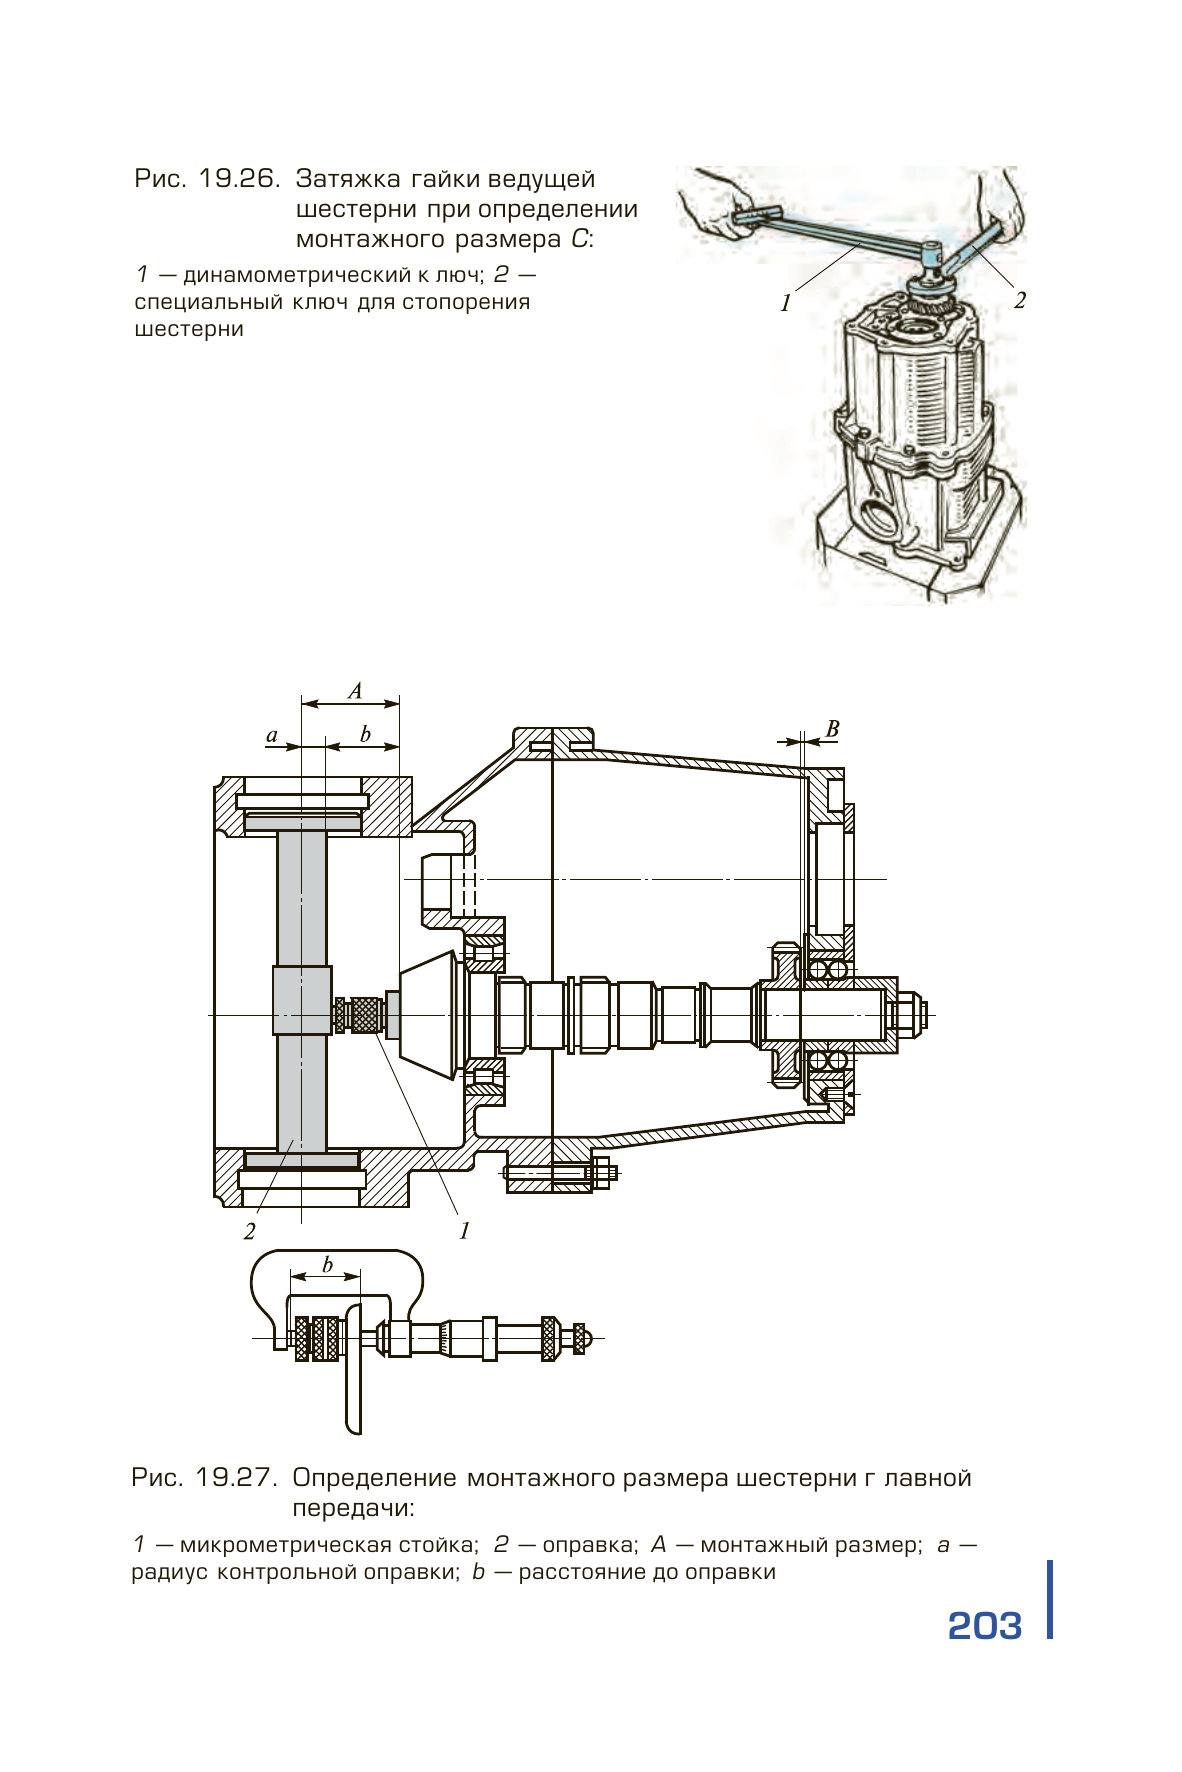 Рис. 19.26. Затяжка гайки ведущей
шестерни при определении
монтажного размера C:
1 — динамометрический к люч; 2 —
специальный ключ для стопорения
шестерни
1
2
A
a
b
B
2
1
b
Рис. 19.27. Определение монтажного размера шестерни г лавной
передачи:
1 — микрометрическая стойка; 2 — оправка; A — монтажный размер; a —
радиус контрольной оправки; b — расстояние до оправки
203